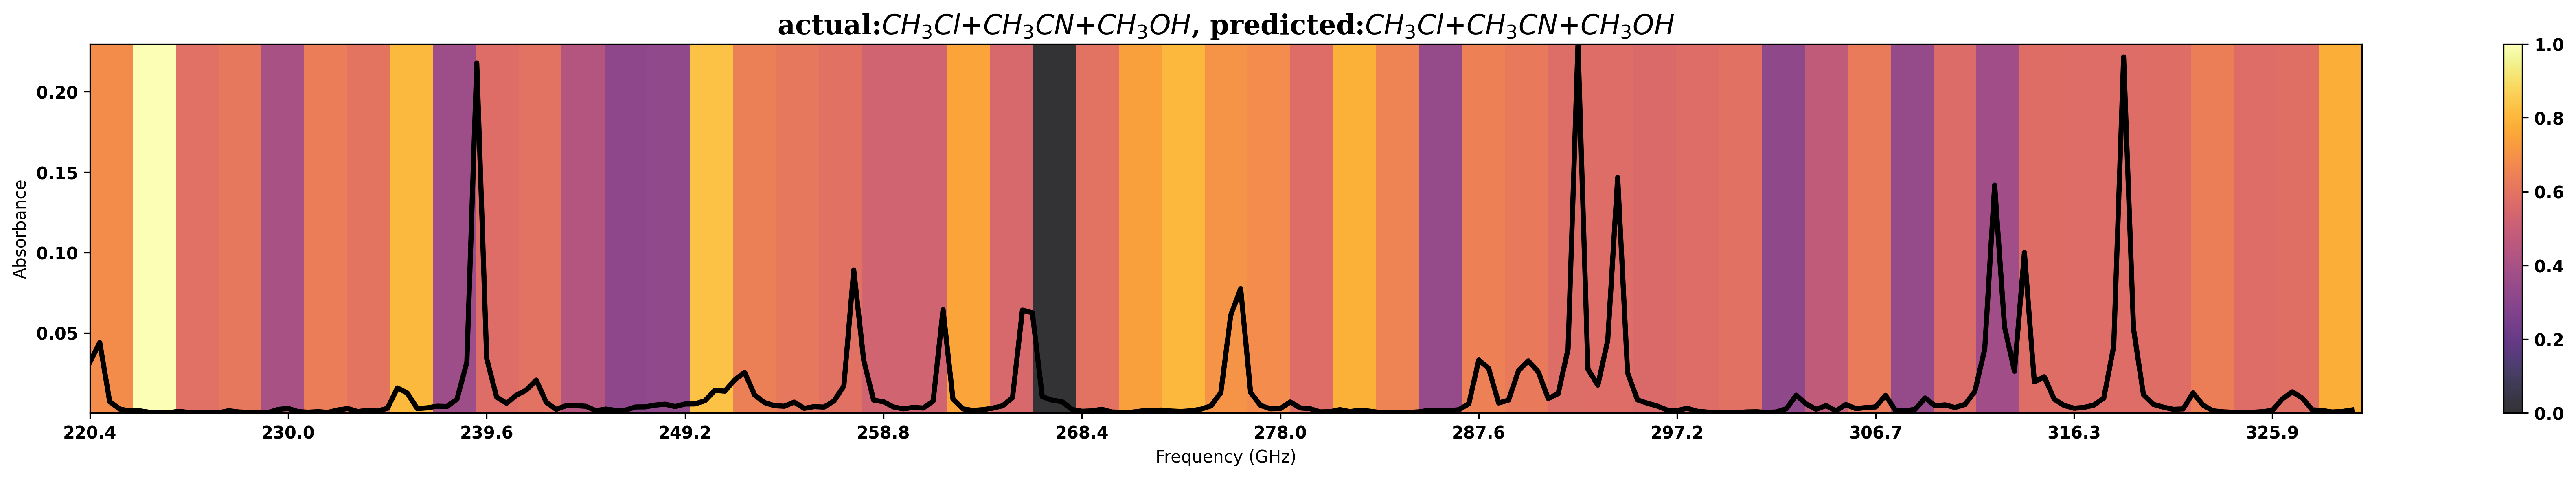 actual:CH₃Cl+CH₃CN+CH₃OH, predicted:CH₃Cl+CH₃CN+CH₃OH
Absorbance
0.20
0.15
0.10
0.05
220.4 230.0 239.6 249.2 258.8 268.4 278.0 287.6 297.2 306.7 316.3 325.9
Frequency (GHz)
1.0
0.8
0.6
0.4
0.2
0.0